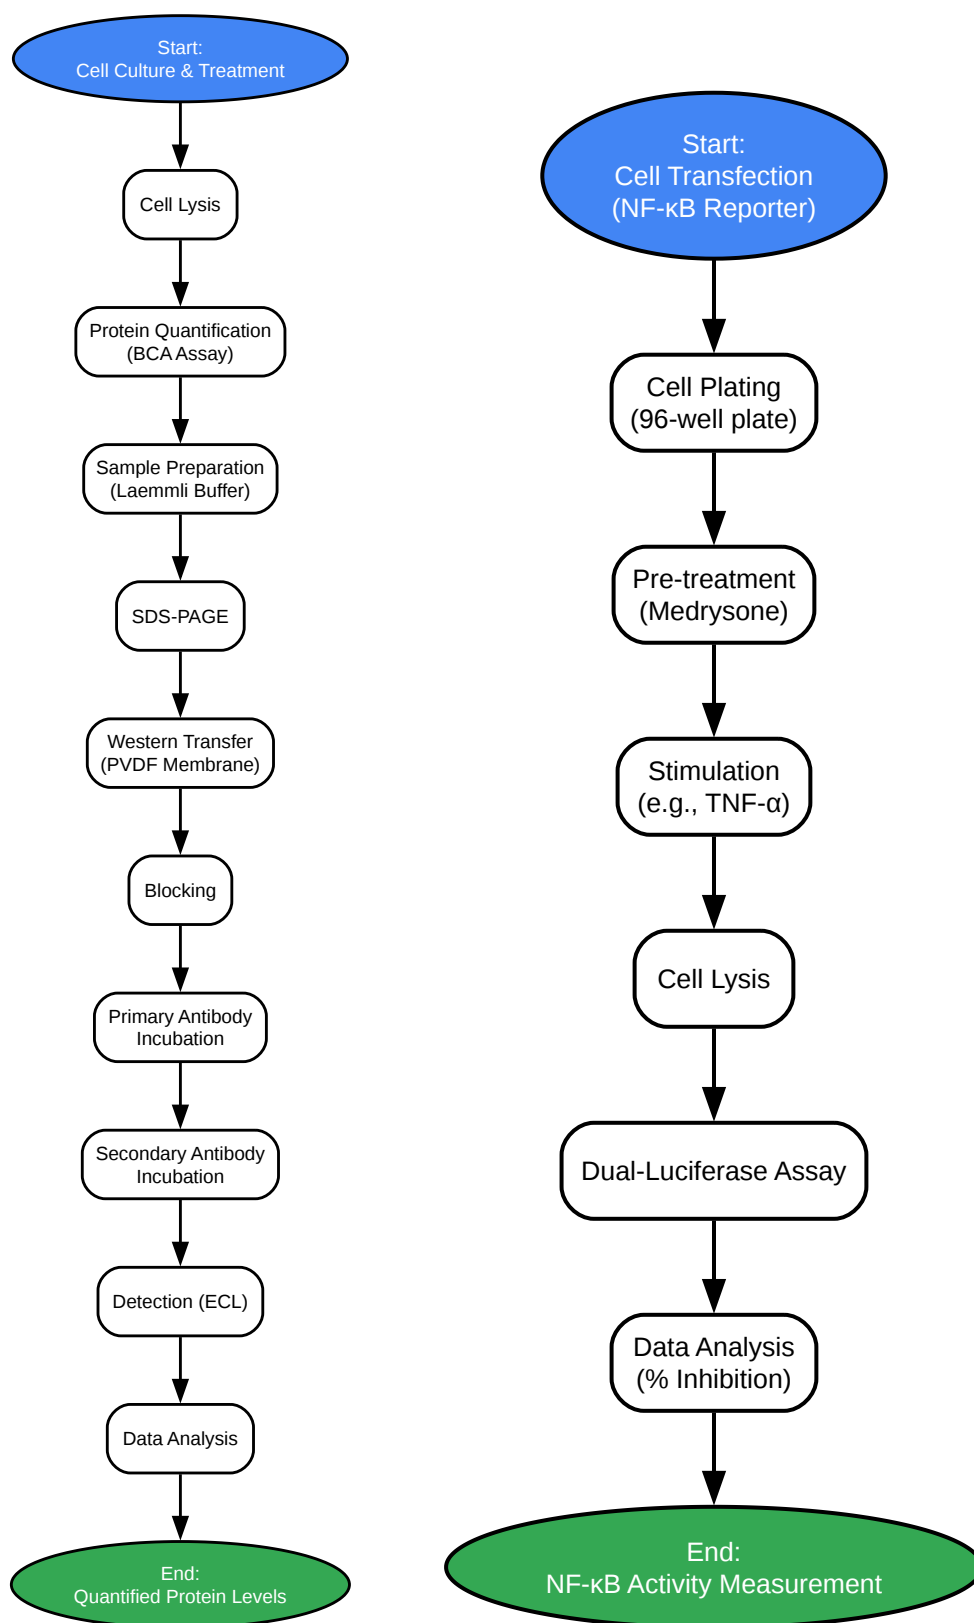 Start:
Cell Culture & Treatment
Cell Lysis
Protein Quantification
(BCA Assay)
Sample Preparation
(Laemmli Buffer)
SDS-PAGE
Western Transfer
(PVDF Membrane)
Blocking
Primary Antibody
Incubation
Secondary Antibody
Incubation
Detection (ECL)
Data Analysis
End:
Quantified Protein Levels
Start:
Cell Transfection
(NF-κB Reporter)
Cell Plating
(96-well plate)
Pre-treatment
(Medrysone)
Stimulation
(e.g., TNF-α)
Cell Lysis
Dual-Luciferase Assay
Data Analysis
(% Inhibition)
End:
NF-κB Activity Measurement